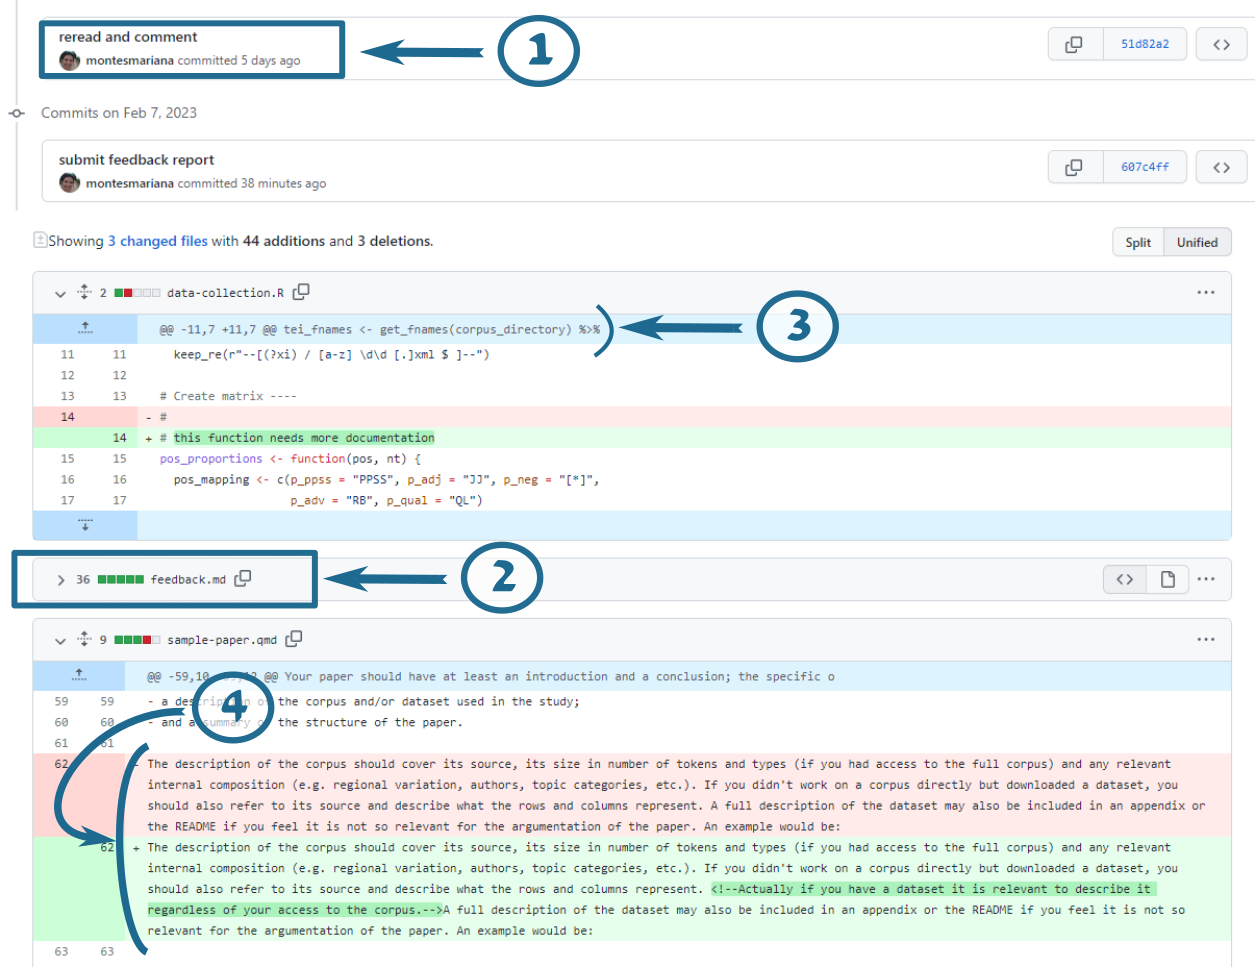 reread and comment
montesmariana committed 5 days ago
51d82a2
1
Commits on Feb 7, 2023
submit feedback report
montesmariana committed 38 minutes ago
607c4ff
Showing 3 changed files with 44 additions and 3 deletions.
Split Unified
2 data-collection.R
@@ -11,7 +11,7 @@ tei_fnames <- get_fnames(corpus_directory) %>%
3
11 11 keep_re(r"--[(?xi) / [a-z] \d\d [.]xml $ ]--")
12 12
13 13 # Create matrix ----
14 - #
14 + # this function needs more documentation
15 15 pos_proportions <- function(pos, nt) {
16 16 pos_mapping <- c(p_ppss = "PPSS", p_adj = "JJ", p_neg = "[*]",
17 17 p_adv = "RB", p_qual = "QL")
36 feedback.md
2
9 sample-paper.qmd
@@ -59,10 @@ Your paper should have at least an introduction and a conclusion; the specific o
59 59 - a description of the corpus and/or dataset used in the study;
4
60 60 - and a summary of the structure of the paper.
61 61
62 - The description of the corpus should cover its source, its size in number of tokens and types (if you had access to the full corpus) and any relevant
internal composition (e.g. regional variation, authors, topic categories, etc.). If you didn't work on a corpus directly but downloaded a dataset, you
should also refer to its source and describe what the rows and columns represent. A full description of the dataset may also be included in an appendix or
the README if you feel it is not so relevant for the argumentation of the paper. An example would be:
62 + The description of the corpus should cover its source, its size in number of tokens and types (if you had access to the full corpus) and any relevant
internal composition (e.g. regional variation, authors, topic categories, etc.). If you didn't work on a corpus directly but downloaded a dataset, you
should also refer to its source and describe what the rows and columns represent. <!--Actually if you have a dataset it is relevant to describe it
regardless of your access to the corpus.-->A full description of the dataset may also be included in an appendix or the README if you feel it is not so
relevant for the argumentation of the paper. An example would be:
63 63